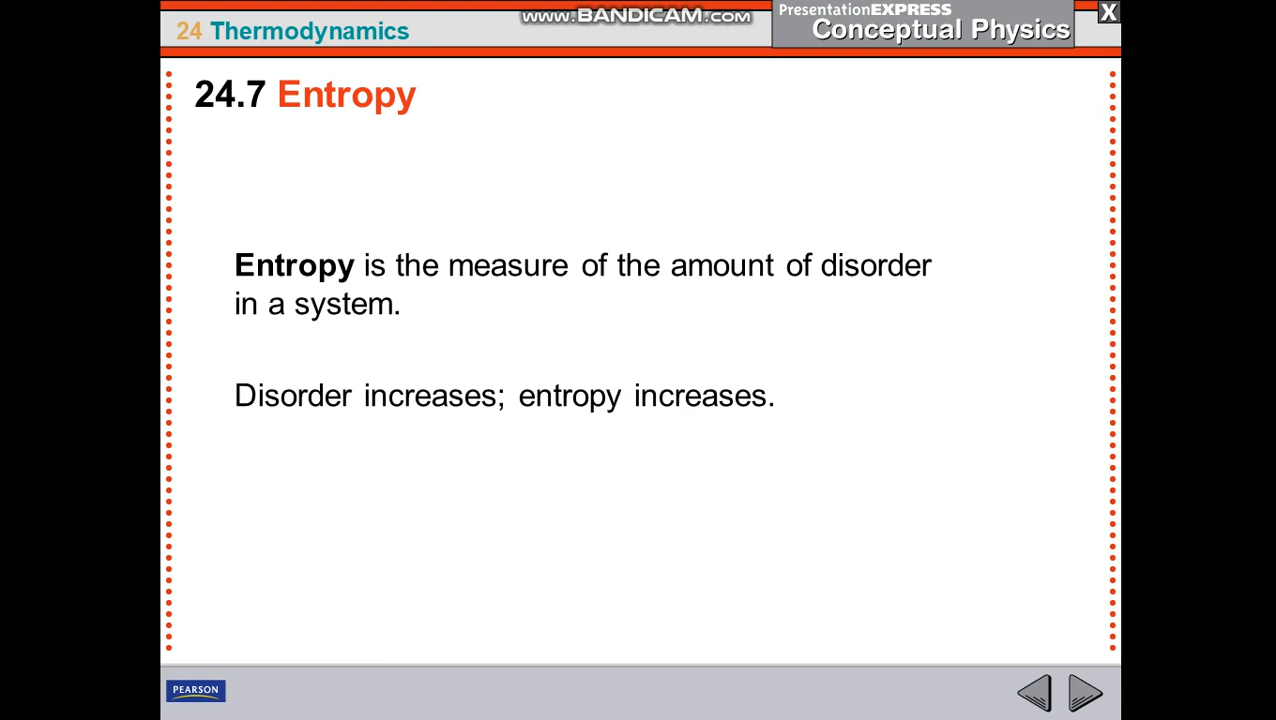 www.BANDICAM.com
PresentationEXPRESS
Conceptual Physics
X
24 Thermodynamics
24.7 Entropy
Entropy is the measure of the amount of disorder
in a system.
Disorder increases; entropy increases.
PEARSON